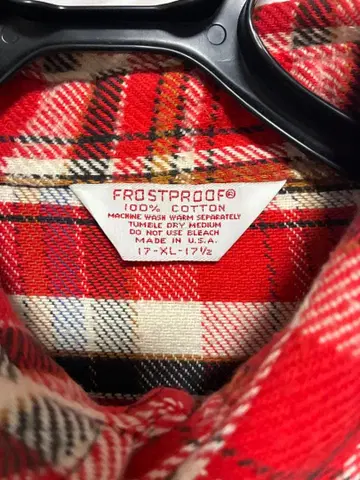 FROSTPROOF®
100% COTTON
MACHINE WASH WARM SEPARATELY
TUMBLE DRY MEDIUM
DO NOT USE BLEACH
MADE IN U.S.A.
17-XL-17½